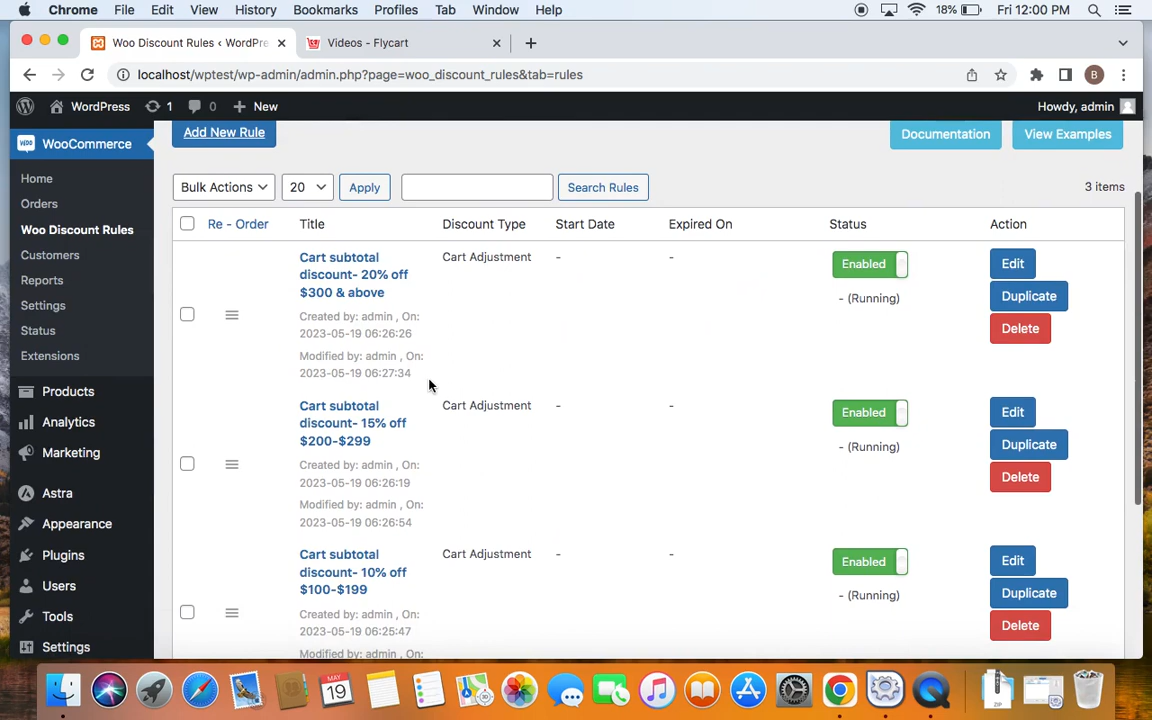 Chrome File Edit View History Bookmarks Profiles Tab Window Help 18% Fri 12:00 PM
Woo Discount Rules ‹ WordPre Videos - Flycart
localhost/wptest/wp-admin/admin.php?page=woo_discount_rules&tab=rules B
WordPress 1 0 + New Howdy, admin
WooCommerce
Home
Orders
Woo Discount Rules
Customers
Reports
Settings
Status
Extensions
Products
Analytics
Marketing
Astra
Appearance
Plugins
Users
Tools
Settings
Add New Rule Documentation View Examples
Bulk Actions 20 Apply Search Rules 3 items
Re - Order Title Discount Type Start Date Expired On Status Action
Cart subtotal Cart Adjustment - - Enabled Edit
discount- 20% off
$300 & above - (Running) Duplicate
Created by: admin , On: Delete
2023-05-19 06:26:26
Modified by: admin , On:
2023-05-19 06:27:34
Cart subtotal Cart Adjustment - - Enabled Edit
discount- 15% off
$200-$299 - (Running) Duplicate
Created by: admin , On: Delete
2023-05-19 06:26:19
Modified by: admin , On:
2023-05-19 06:26:54
Cart subtotal Cart Adjustment - - Enabled Edit
discount- 10% off
$100-$199 - (Running) Duplicate
Created by: admin , On: Delete
2023-05-19 06:25:47
Modified by: admin , On:
MAY
19
ZIP